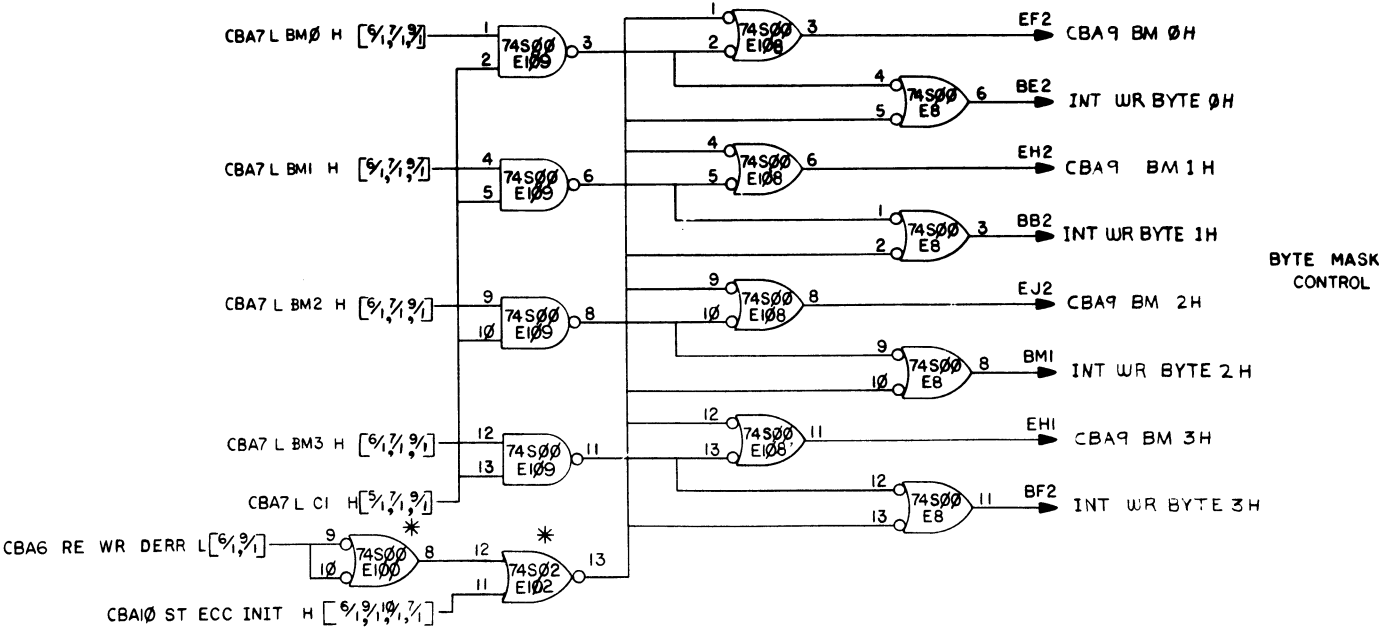 CBA7 L BMØ H [6/1,7/1,9/1]
1
2
74SØØ
E1Ø9
3
1
2
74SØØ
E1Ø8
3
EF2
CBA9 BM ØH
4
5
74SØØ
E8
6
BE2
INT WR BYTE ØH
CBA7 L BM1 H [6/1,7/1,9/1]
4
5
74SØØ
E1Ø9
6
4
5
74SØØ
E1Ø8
6
EH2
CBA9 BM 1H
1
2
74SØØ
E8
3
BB2
INT WR BYTE 1H
BYTE MASK
CONTROL
CBA7 L BM2 H [6/1,7/1,9/1]
9
1Ø
74SØØ
E1Ø9
8
9
1Ø
74SØØ
E1Ø8
8
EJ2
CBA9 BM 2H
9
1Ø
74SØØ
E8
8
BM1
INT WR BYTE 2H
CBA7 L BM3 H [6/1,7/1,9/1]
12
13
74SØØ
E1Ø9
11
12
13
74SØØ
E1Ø8
11
EH1
CBA9 BM 3H
12
13
74SØØ
E8
11
BF2
INT WR BYTE 3H
CBA7 L C1 H [5/1,7/1,9/1]
CBA6 RE WR DERR L [6/1,9/1]
9
1Ø
74SØØ
E1ØØ
8
*
12
11
74SØ2
E1Ø2
13
*
CBA1Ø ST ECC INIT H [6/1,9/1,1Ø/1,7/1]